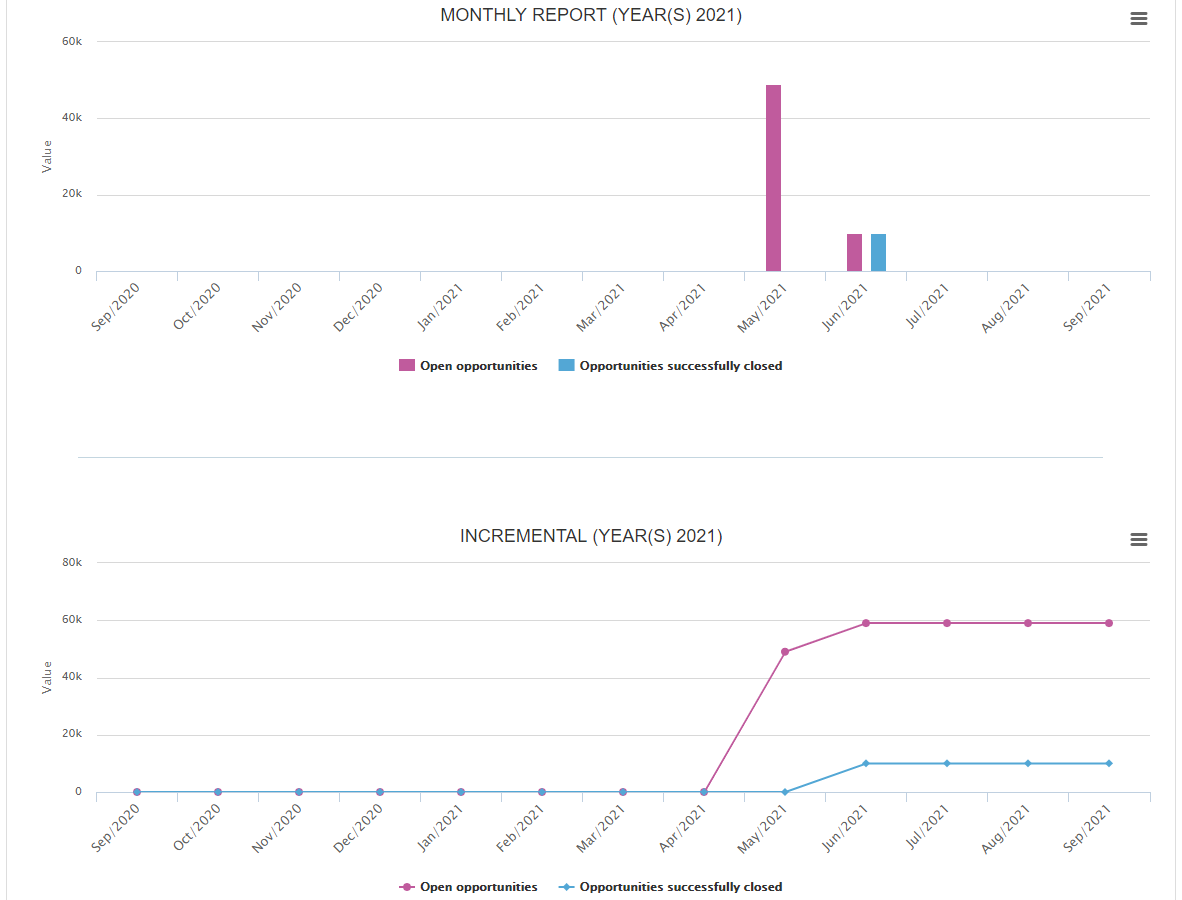 MONTHLY REPORT (YEAR(S) 2021)
60k
40k
20k
0
Value
Sep/2020
Oct/2020
Nov/2020
Dec/2020
Jan/2021
Feb/2021
Mar/2021
Apr/2021
May/2021
Jun/2021
Jul/2021
Aug/2021
Sep/2021
Open opportunities
Opportunities successfully closed
INCREMENTAL (YEAR(S) 2021)
80k
60k
40k
20k
0
Value
Sep/2020
Oct/2020
Nov/2020
Dec/2020
Jan/2021
Feb/2021
Mar/2021
Apr/2021
May/2021
Jun/2021
Jul/2021
Aug/2021
Sep/2021
Open opportunities
Opportunities successfully closed